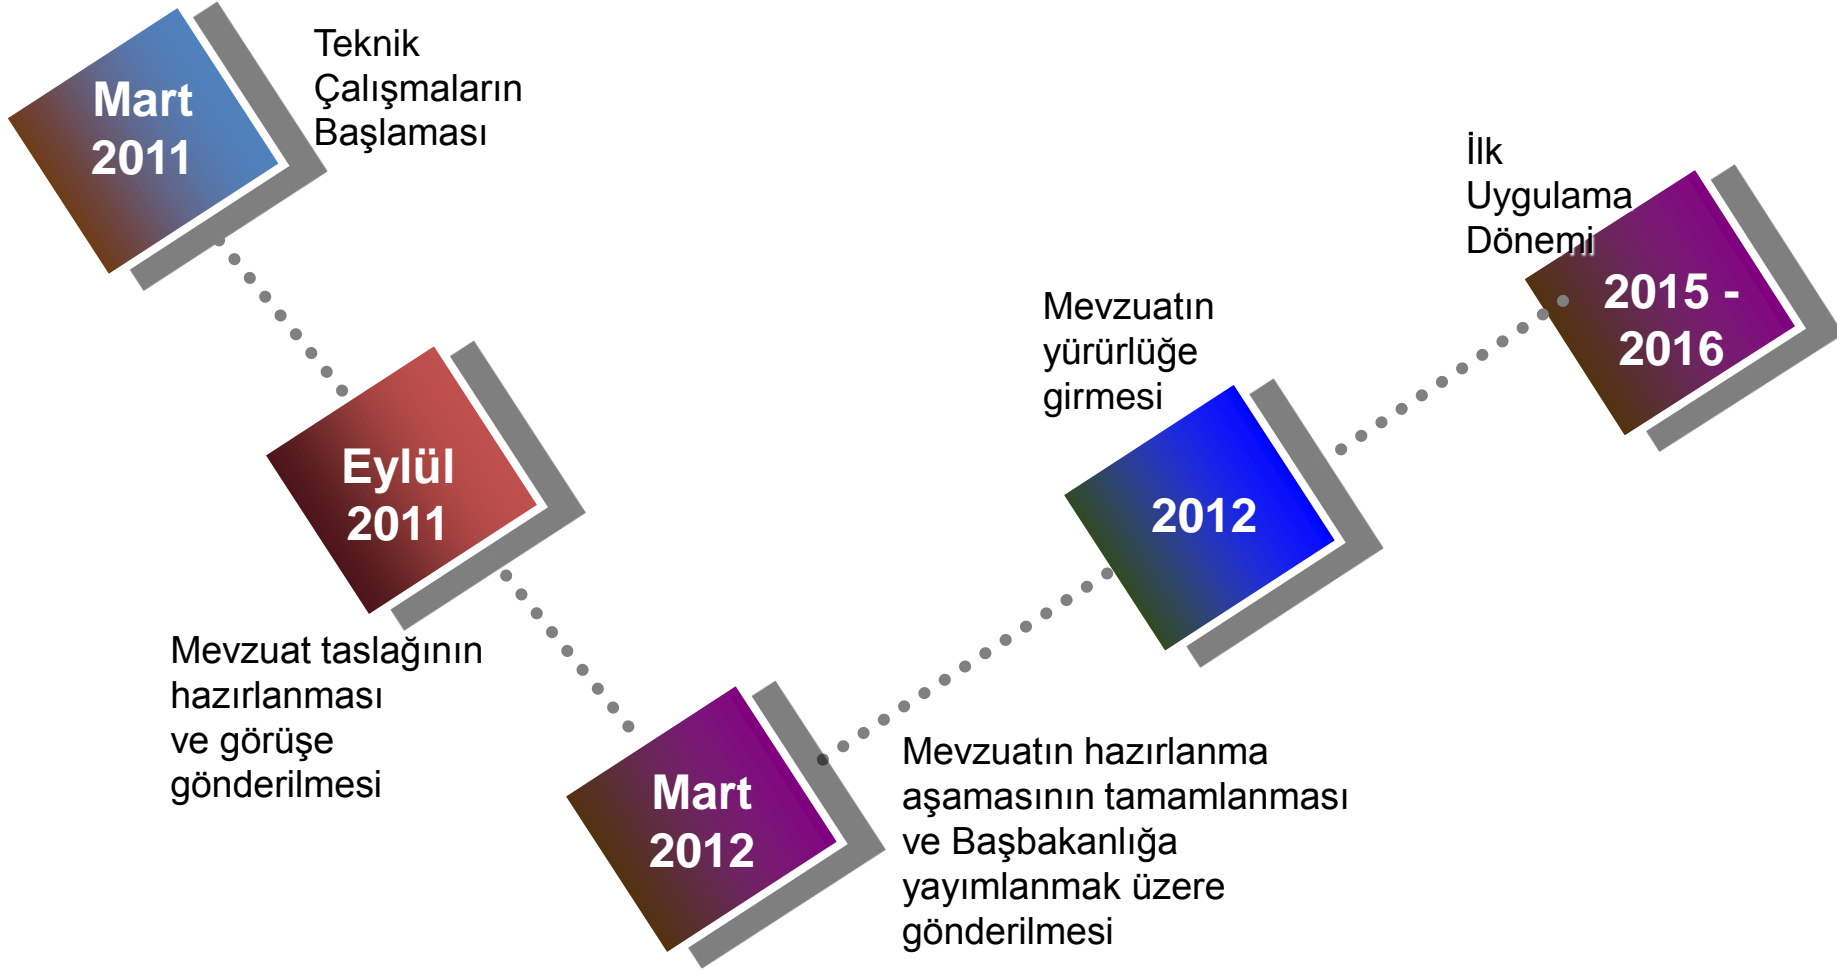 Mart
2011
Teknik
Çalışmaların
Başlaması
Eylül
2011
Mevzuat taslağının
hazırlanması
ve görüşe
gönderilmesi
Mart
2012
Mevzuatın hazırlanma
aşamasının tamamlanması
ve Başbakanlığa
yayımlanmak üzere
gönderilmesi
Mevzuatın
yürürlüğe
girmesi
2012
İlk
Uygulama
Dönemi
2015 -
2016